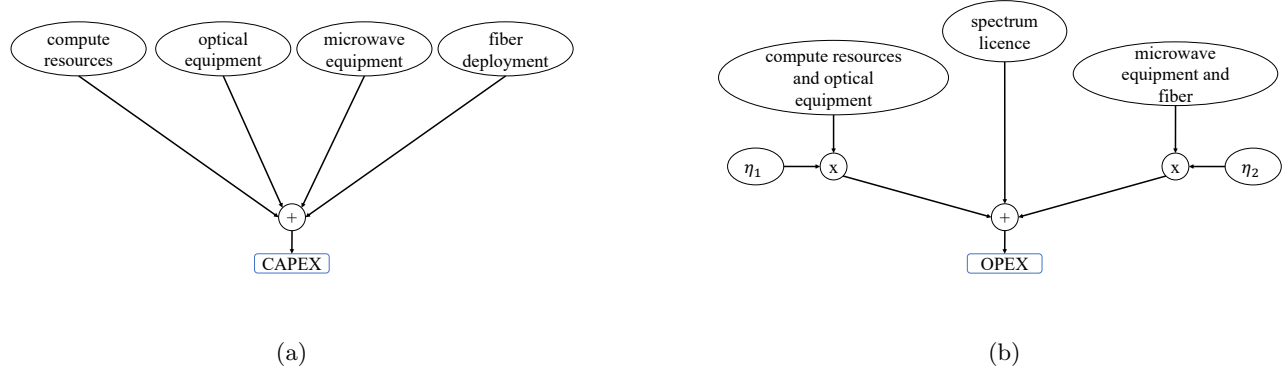 compute
resources
optical
equipment
microwave
equipment
fiber
deployment
+
CAPEX
(a)
spectrum
licence
compute resources
and optical
equipment
microwave
equipment and
fiber
η₁
x
x
η₂
+
OPEX
(b)